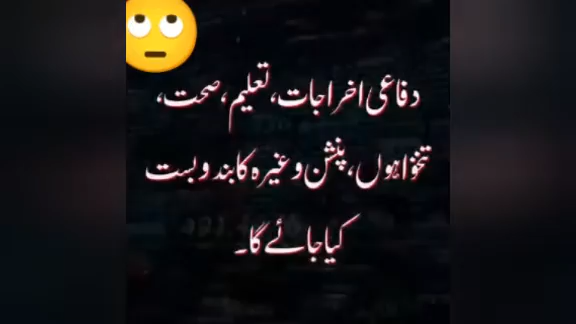 دفاعی اخراجات، تعلیم، صحت،
تنخواہوں، پنشن وغیرہ کا بندوبست
کیا جائے گا۔